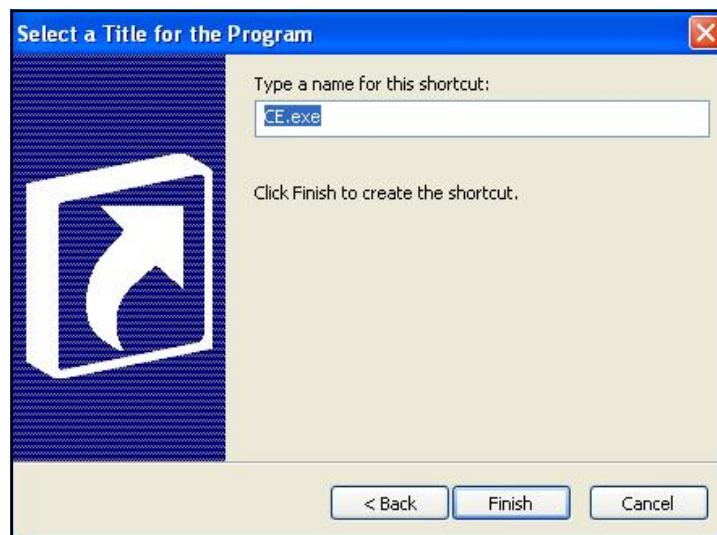 Select a Title for the Program
Type a name for this shortcut:
CE.exe
Click Finish to create the shortcut.
< Back
Finish
Cancel